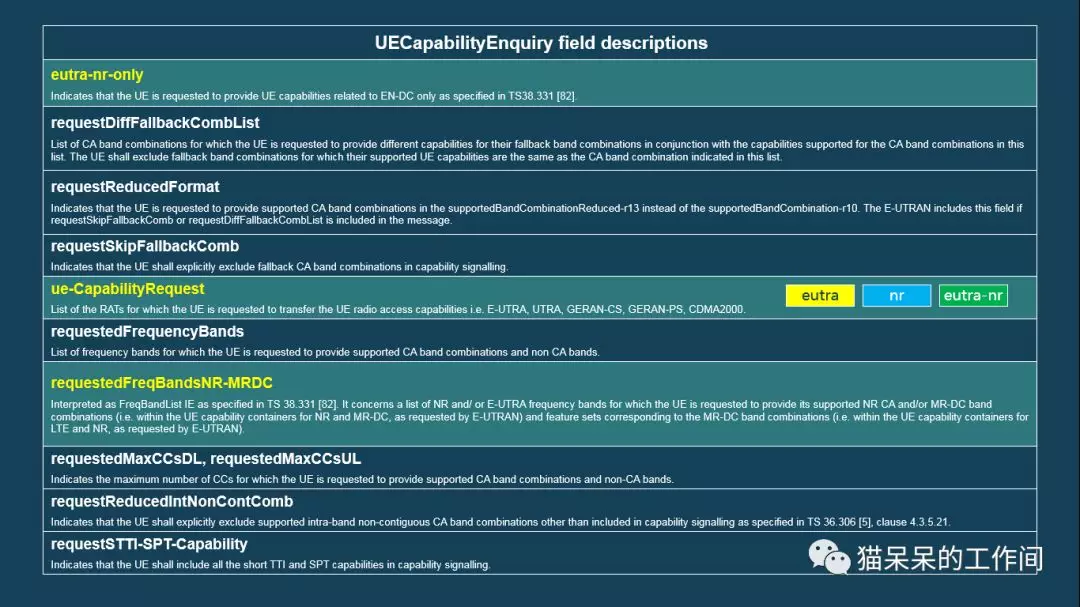 UECapabilityEnquiry field descriptions
eutra-nr-only
Indicates that the UE is requested to provide UE capabilities related to EN-DC only as specified in TS38.331 [82].
requestDiffFallbackCombList
List of CA band combinations for which the UE is requested to provide different capabilities for their fallback band combinations in conjunction with the capabilities supported for the CA band combinations in this
list. The UE shall exclude fallback band combinations for which their supported UE capabilities are the same as the CA band combination indicated in this list.
requestReducedFormat
Indicates that the UE is requested to provide supported CA band combinations in the supportedBandCombinationReduced-r13 instead of the supportedBandCombination-r10. The E-UTRAN includes this field if
requestSkipFallbackComb or requestDiffFallbackCombList is included in the message.
requestSkipFallbackComb
Indicates that the UE shall explicitly exclude fallback CA band combinations in capability signalling.
ue-CapabilityRequest
List of the RATs for which the UE is requested to transfer the UE radio access capabilities i.e. E-UTRA, UTRA, GERAN-CS, GERAN-PS, CDMA2000.
eutra
nr
eutra-nr
requestedFrequencyBands
List of frequency bands for which the UE is requested to provide supported CA band combinations and non CA bands.
requestedFreqBandsNR-MRDC
Interpreted as FreqBandList IE as specified in TS 38.331 [82]. It concerns a list of NR and/ or E-UTRA frequency bands for which the UE is requested to provide its supported NR CA and/or MR-DC band
combinations (i.e. within the UE capability containers for NR and MR-DC, as requested by E-UTRAN) and feature sets corresponding to the MR-DC band combinations (i.e. within the UE capability containers for
LTE and NR, as requested by E-UTRAN).
requestedMaxCCsDL, requestedMaxCCsUL
Indicates the maximum number of CCs for which the UE is requested to provide supported CA band combinations and non-CA bands.
requestReducedIntNonContComb
Indicates that the UE shall explicitly exclude supported intra-band non-contiguous CA band combinations other than included in capability signalling as specified in TS 36.306 [5], clause 4.3.5.21.
requestSTTI-SPT-Capability
Indicates that the UE shall include all the short TTI and SPT capabilities in capability signalling.
猫呆呆的工作间